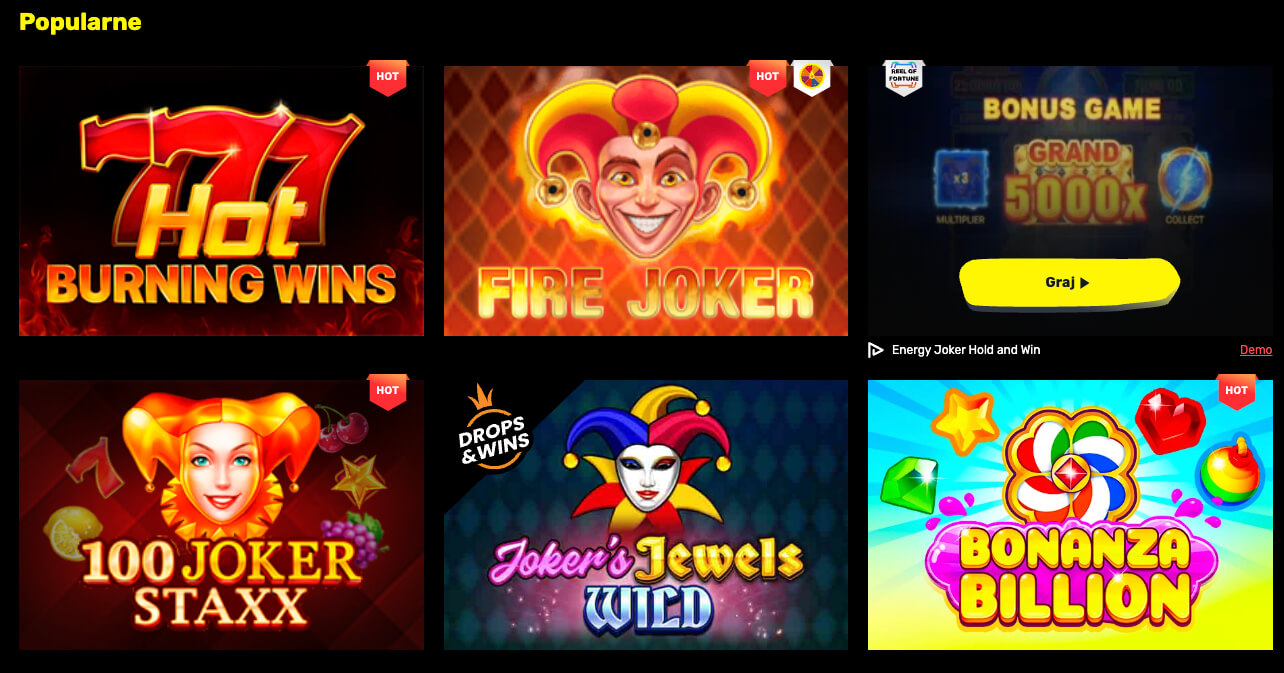 Popularne
HOT
777
Hot
BURNING WINS
HOT
FIRE JOKER
REEL OF
FORTUNE
BONUS GAME
GRAND
5000x
x3
MULTIPLIER
COLLECT
Graj
Energy Joker Hold and Win
Demo
HOT
7
100 JOKER
STAXX
DROPS
&WINS
Joker's Jewels
WILD
HOT
BONANZA
BILLION